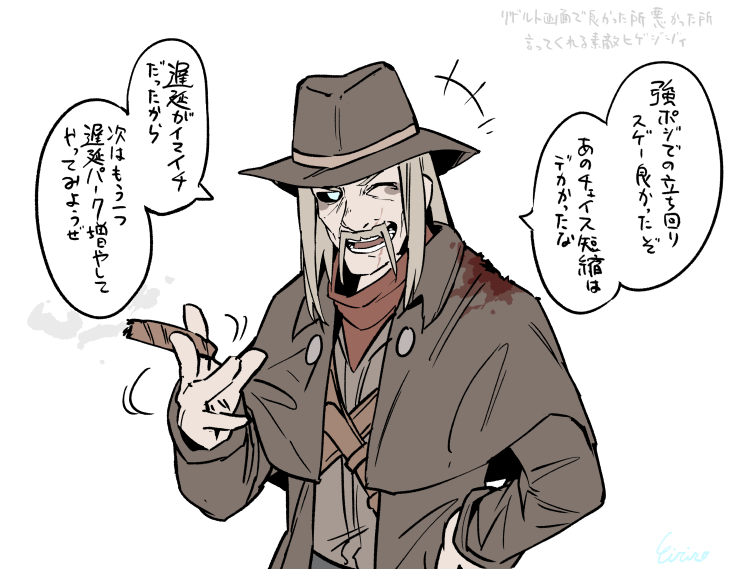 リザルト画面で良かった所悪かった所
言ってくれる素敵ヒゲジジィ
強ポジでの立ち回り
スゲー良かったぞ
あのチェイス短縮は
デカかったな
遅延がイマイチ
だったから
次はもう一つ
遅延パーク増やして
やってみようぜ